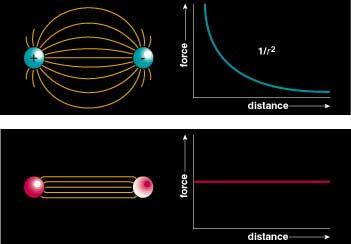 +
-
force
1/r²
distance
force
distance